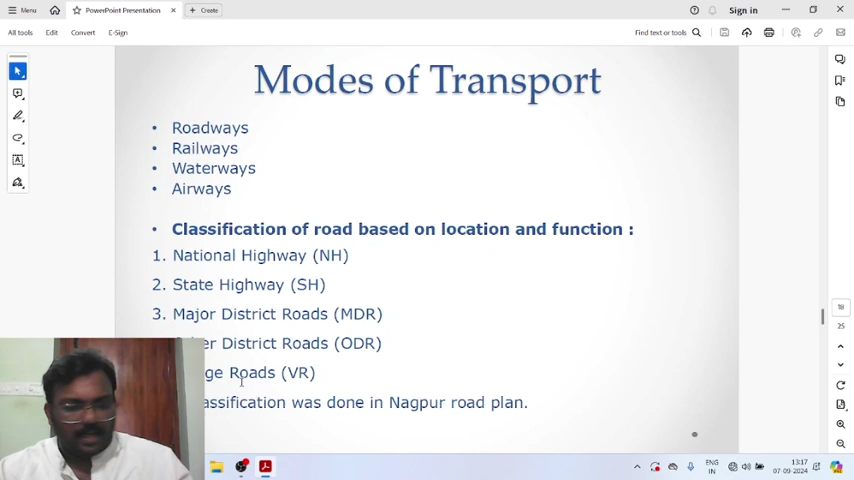 Menu
PowerPoint Presentation
Create
Sign in
All tools
Edit
Convert
E-Sign
Find text or tools
Modes of Transport
• Roadways
• Railways
• Waterways
• Airways
• Classification of road based on location and function :
1. National Highway (NH)
2. State Highway (SH)
3. Major District Roads (MDR)
District Roads (ODR)
Roads (VR)
was done in Nagpur road plan.
18
25
ENG
IN
13:17
07-09-2024